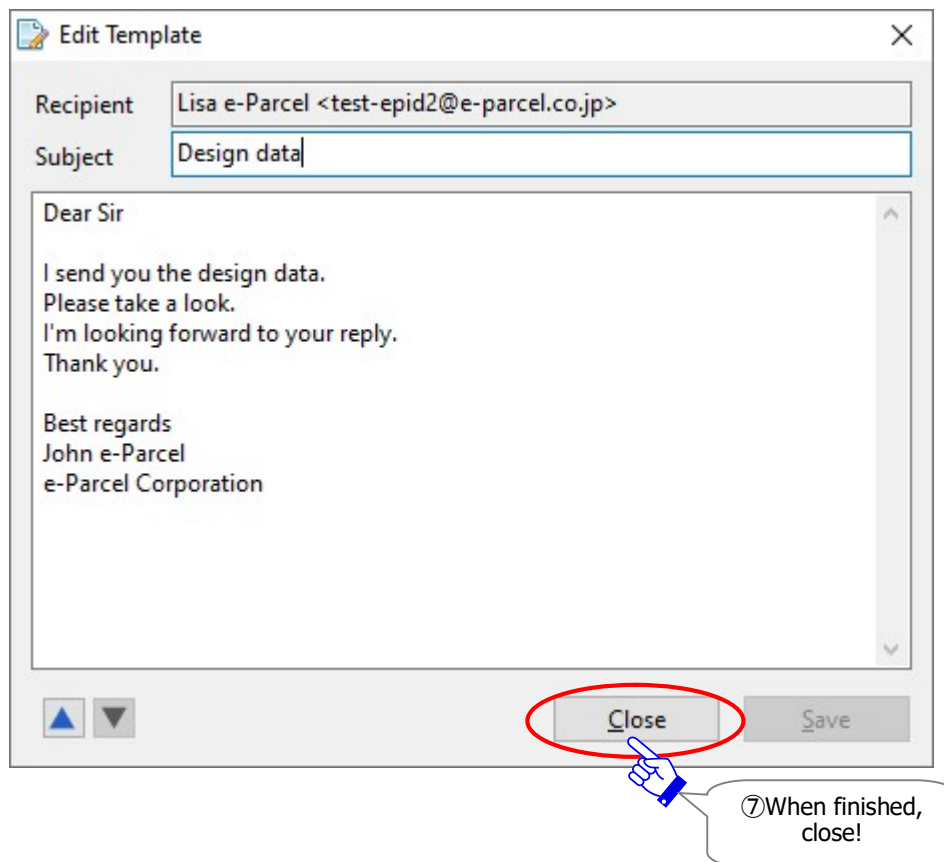 Edit Template
Recipient Lisa e-Parcel <test-epid2@e-parcel.co.jp>
Subject Design data
Dear Sir
I send you the design data.
Please take a look.
I'm looking forward to your reply.
Thank you.
Best regards
John e-Parcel
e-Parcel Corporation
Close Save
⑦When finished,
close!